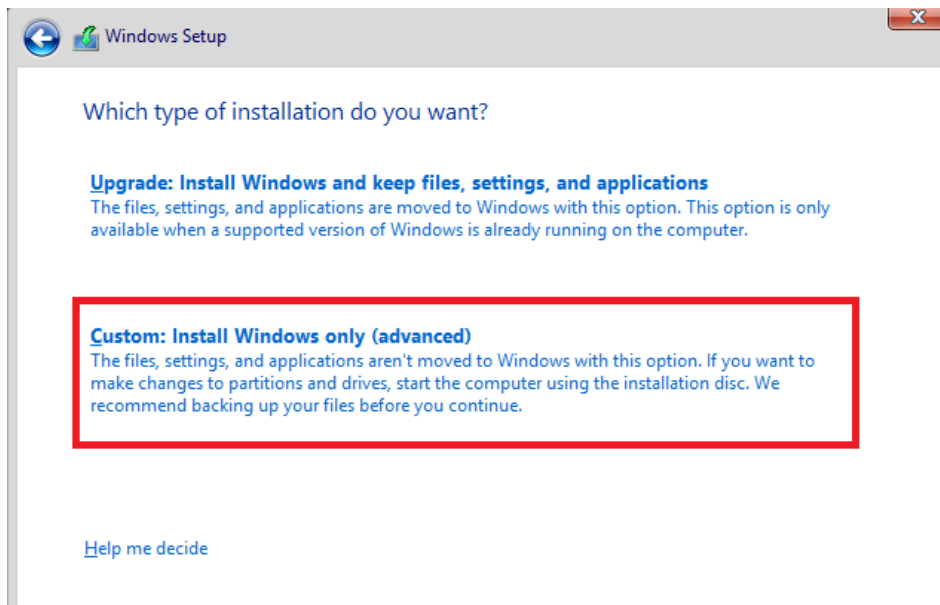 Windows Setup
Which type of installation do you want?
Upgrade: Install Windows and keep files, settings, and applications
The files, settings, and applications are moved to Windows with this option. This option is only
available when a supported version of Windows is already running on the computer.
Custom: Install Windows only (advanced)
The files, settings, and applications aren't moved to Windows with this option. If you want to
make changes to partitions and drives, start the computer using the installation disc. We
recommend backing up your files before you continue.
Help me decide